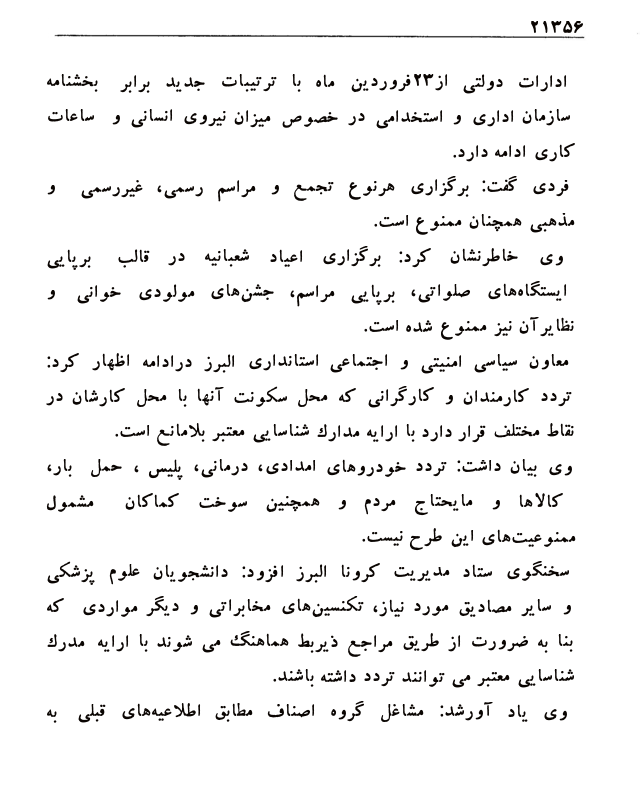 ۲۱۳۵۶
ادارات دولتی از۲۳فروردین ماه با ترتیبات جدید برابر بخشنامه
سازمان اداری و استخدامی در خصوص میزان نیروی انسانی و ساعات
کاری ادامه دارد.
فردی گفت: برگزاری هرنوع تجمع و مراسم رسمی، غیررسمی و
مذهبی همچنان ممنوع است.
وی خاطرنشان کرد: برگزاری اعیاد شعبانیه در قالب برپایی
ایستگاه‌های صلواتی، برپایی مراسم، جشن‌های مولودی خوانی و
نظایرآن نیز ممنوع شده است.
معاون سیاسی امنیتی و اجتماعی استانداری البرز درادامه اظهار کرد:
تردد کارمندان و کارگرانی که محل سکونت آنها با محل کارشان در
نقاط مختلف قرار دارد با ارایه مدارك شناسایی معتبر بلامانع است.
وی بیان داشت: تردد خودروهای امدادی، درمانی، پلیس ، حمل بار،
کالاها و مایحتاج مردم و همچنین سوخت کماکان مشمول
ممنوعیت‌های این طرح نیست.
سخنگوی ستاد مدیریت کرونا البرز افزود: دانشجویان علوم پزشکی
و سایر مصادیق مورد نیاز، تکنسین‌های مخابراتی و دیگر مواردی که
بنا به ضرورت از طریق مراجع ذیربط هماهنگ می شوند با ارایه مدرك
شناسایی معتبر می توانند تردد داشته باشند.
وی یاد آورشد: مشاغل گروه اصناف مطابق اطلاعیه‌های قبلی به